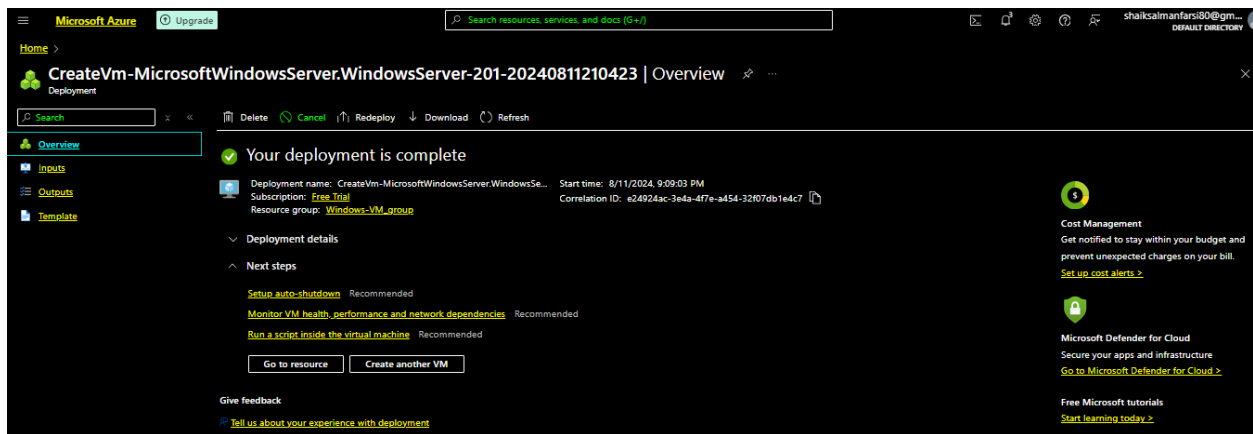 Microsoft Azure
Upgrade
Search resources, services, and docs (G+/)
3
shaiksalmanfarsi80@gm...
DEFAULT DIRECTORY
Home >
CreateVm-MicrosoftWindowsServer.WindowsServer-201-20240811210423 | Overview
Deployment
Search
Delete Cancel Redeploy Download Refresh
Overview
Inputs
Outputs
Template
Your deployment is complete
Deployment name: CreateVm-MicrosoftWindowsServer.WindowsSe... Start time: 8/11/2024, 9:09:03 PM
Subscription: Free Trial Correlation ID: e24924ac-3e4a-4f7e-a454-32f07db1e4c7
Resource group: Windows-VM_group
Deployment details
Next steps
Setup auto-shutdown Recommended
Monitor VM health, performance and network dependencies Recommended
Run a script inside the virtual machine Recommended
Go to resource Create another VM
Give feedback
Tell us about your experience with deployment
Cost Management
Get notified to stay within your budget and
prevent unexpected charges on your bill.
Set up cost alerts >
Microsoft Defender for Cloud
Secure your apps and infrastructure
Go to Microsoft Defender for Cloud >
Free Microsoft tutorials
Start learning today >